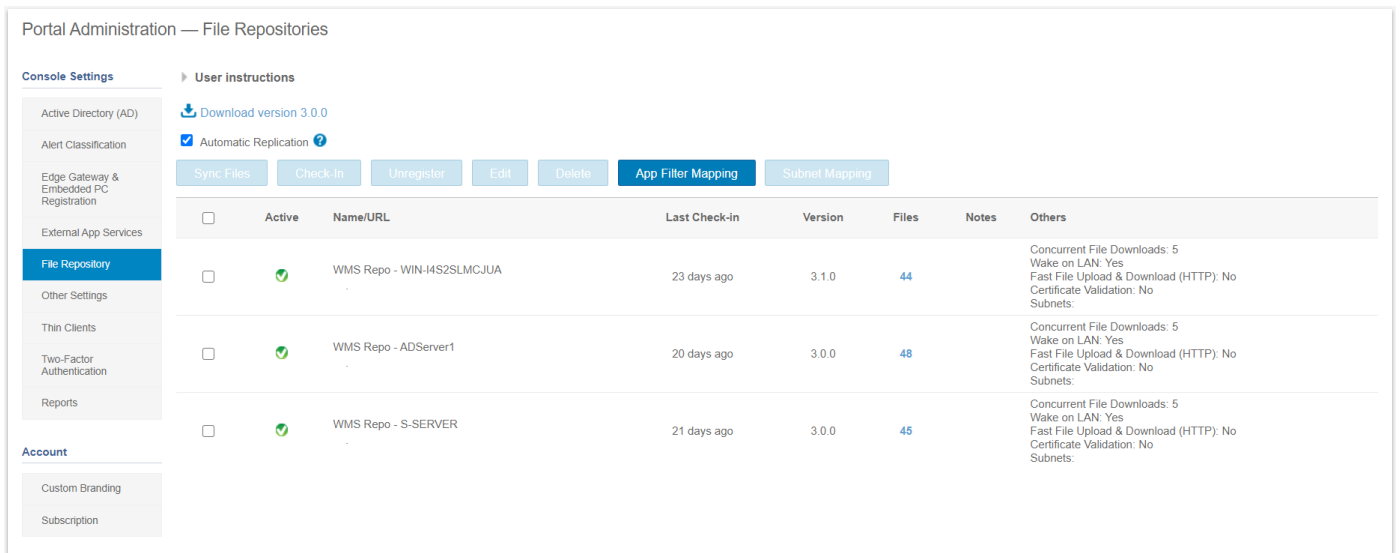 Portal Administration — File Repositories
Console Settings
Active Directory (AD)
Alert Classification
Edge Gateway &
Embedded PC
Registration
External App Services
File Repository
Other Settings
Thin Clients
Two-Factor
Authentication
Reports
Account
Custom Branding
Subscription
User instructions
Download version 3.0.0
Automatic Replication ?
Sync Files Check-In Unregister Edit Delete App Filter Mapping Subnet Mapping
Active Name/URL Last Check-in Version Files Notes Others
WMS Repo - WIN-I4S2SLMCJUA 23 days ago 3.1.0 44
Concurrent File Downloads: 5
Wake on LAN: Yes
Fast File Upload & Download (HTTP): No
Certificate Validation: No
Subnets:
WMS Repo - ADServer1 20 days ago 3.0.0 48
Concurrent File Downloads: 5
Wake on LAN: Yes
Fast File Upload & Download (HTTP): No
Certificate Validation: No
Subnets:
WMS Repo - S-SERVER 21 days ago 3.0.0 45
Concurrent File Downloads: 5
Wake on LAN: Yes
Fast File Upload & Download (HTTP): No
Certificate Validation: No
Subnets: